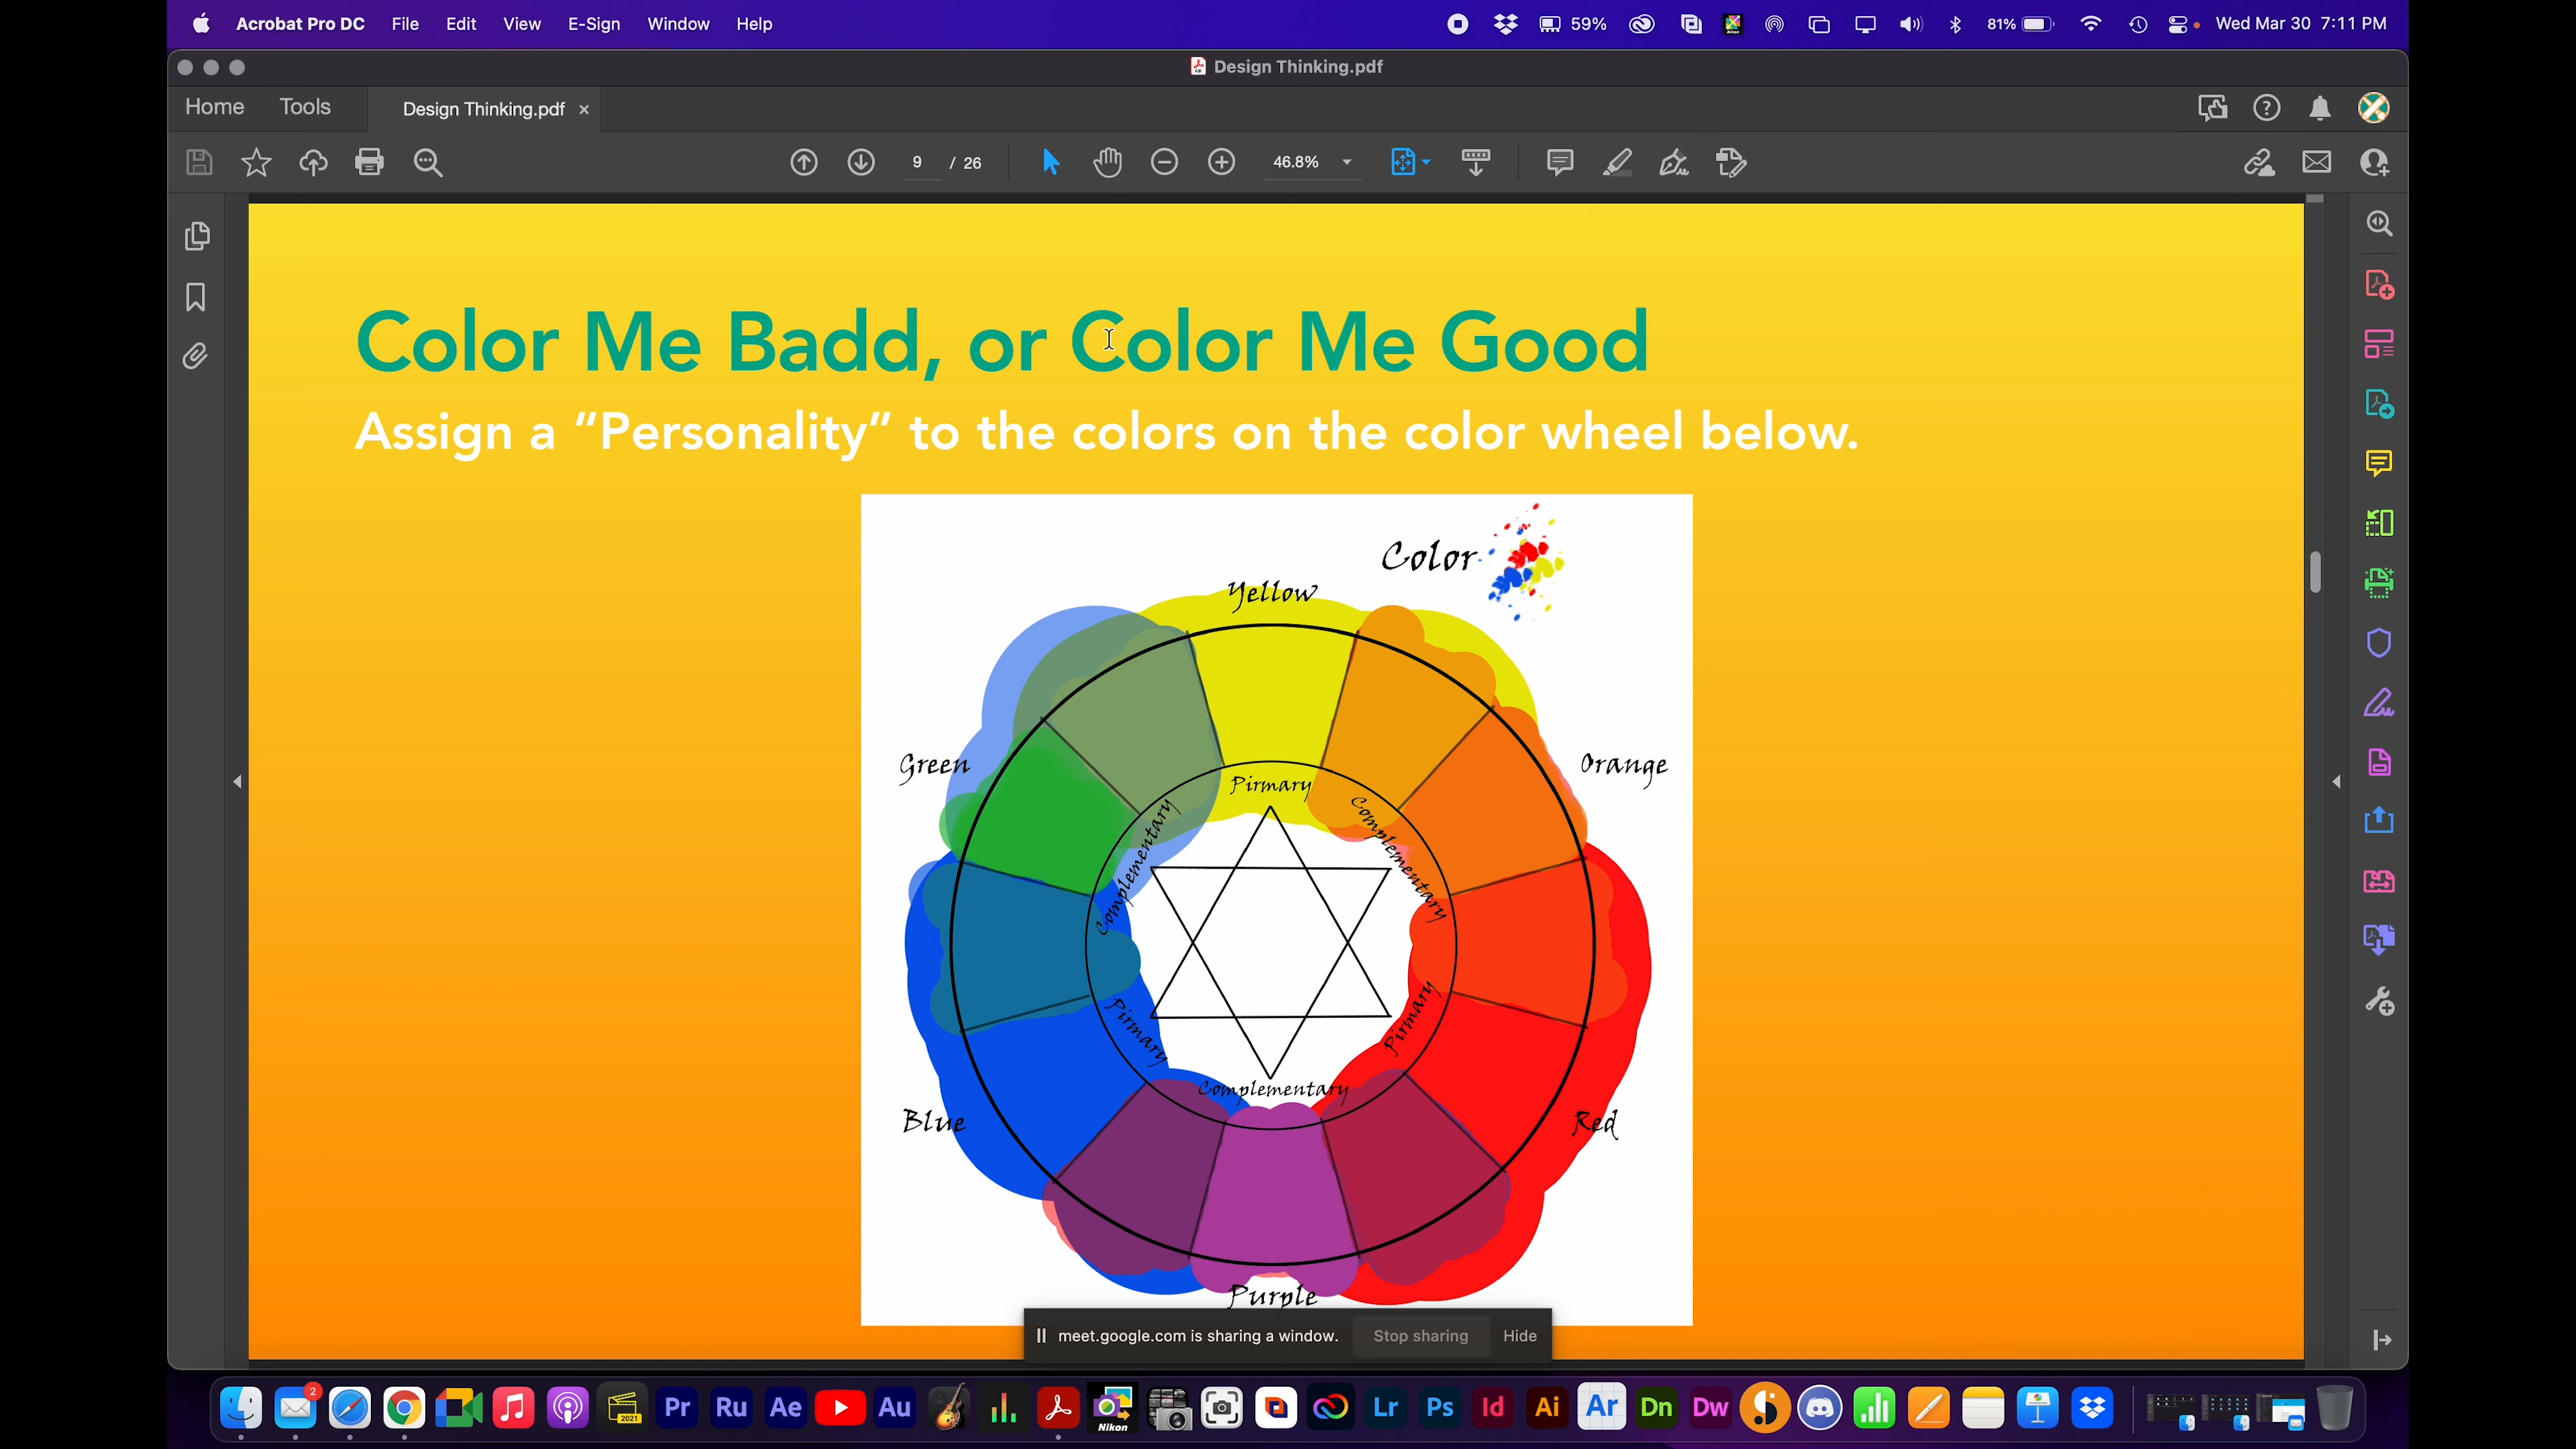 Acrobat Pro DC File Edit View E-Sign Window Help 59% 81% Wed Mar 30 7:11 PM
Design Thinking.pdf
Home Tools Design Thinking.pdf
9 / 26 46.8%
Color Me Badd, or Color Me Good
Assign a “Personality” to the colors on the color wheel below.
Color
Yellow
Green
Orange
Pirmary
Complementary
Complementary
Pirmary
Pirmary
Complementary
Blue
Red
Purple
meet.google.com is sharing a window. Stop sharing Hide
2 2021 Pr Ru Ae Au Nikon Lr Ps Id Ai Ar Dn Dw